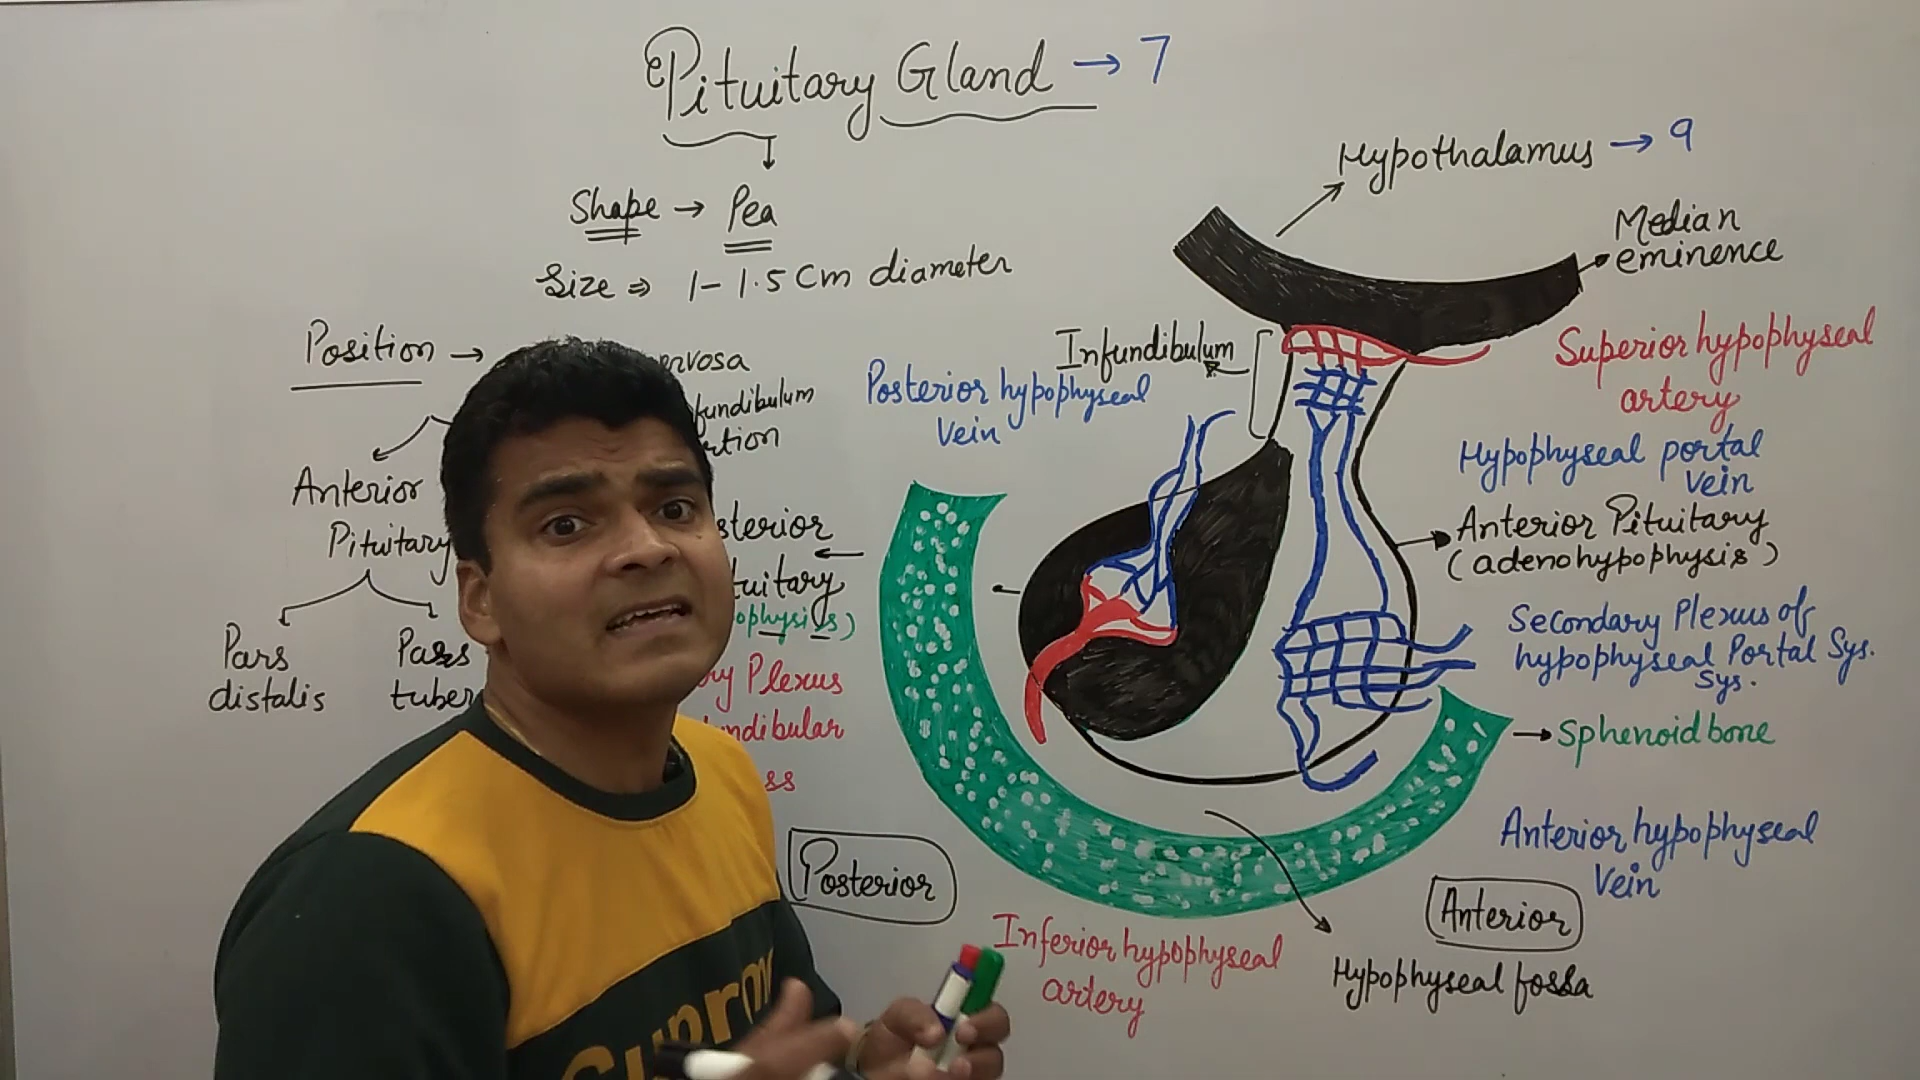 Pituitary Gland → 7
Shape → Pea
Size ⇒ 1-1.5 Cm diameter
Position →
Anterior
Pituitary
Pars
distalis
Pars
Hypothalamus → 9
Median
eminence
Infundibulum
Superior hypophyseal
artery
Posterior hypophyseal
Vein
Hypophyseal portal
vein
Anterior Pituitary
(adenohypophysis)
Secondary Plexus of
hypophyseal Portal Sys.
Sys.
Sphenoid bone
Anterior hypophyseal
Vein
Plexus
Posterior
Anterior
Inferior hypophyseal
artery
Hypophyseal fossa